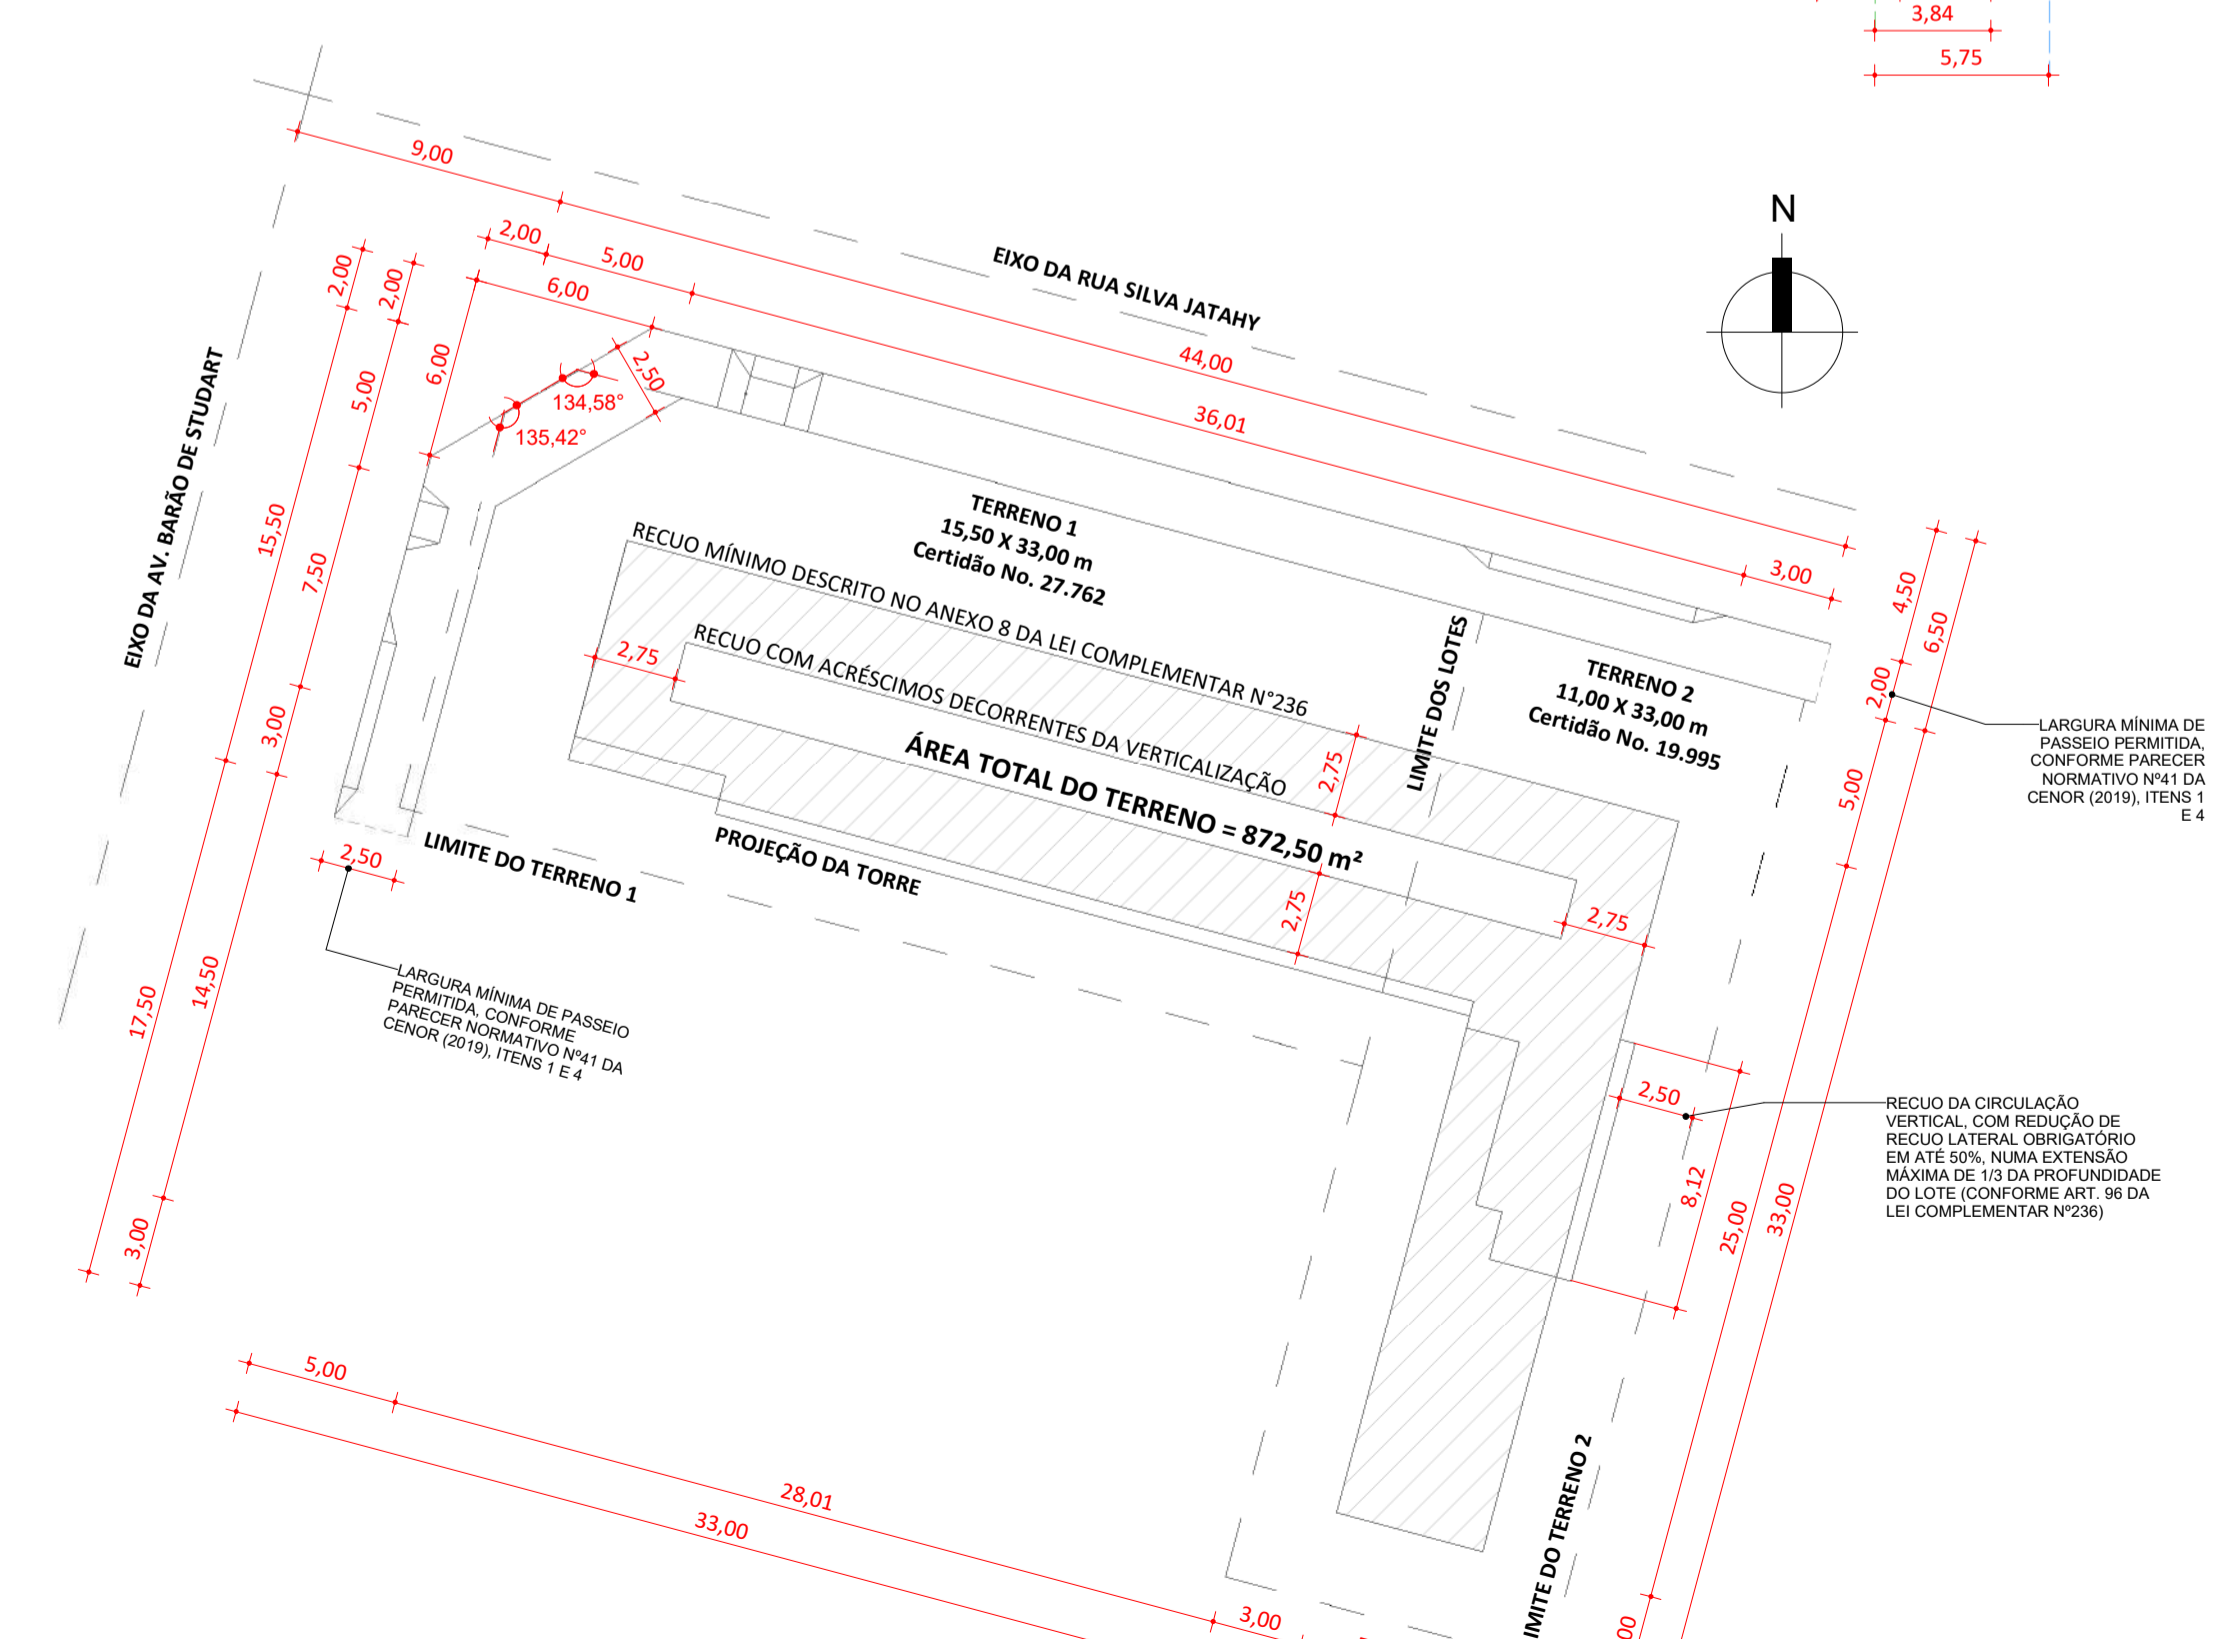 3,84
5,75
9,00
2,00
5,00
6,00
EIXO DA RUA SILVA JATAHY
44,00
36,01
3,00
N
2,00
2,00
5,00
6,00
2,50
134,58°
135,42°
EIXO DA AV. BARÃO DE STUDART
15,50
7,50
3,00
17,50
14,50
3,00
TERRENO 1
15,50 X 33,00 m
Certidão No. 27.762
RECUO MÍNIMO DESCRITO NO ANEXO 8 DA LEI COMPLEMENTAR N°236
RECUO COM ACRÉSCIMOS DECORRENTES DA VERTICALIZAÇÃO
2,75
2,75
2,75
2,75
ÁREA TOTAL DO TERRENO = 872,50 m²
LIMITE DOS LOTES
TERRENO 2
11,00 X 33,00 m
Certidão No. 19.995
4,50
6,50
2,00
5,00
LARGURA MÍNIMA DE
PASSEIO PERMITIDA,
CONFORME PARECER
NORMATIVO Nº41 DA
CENOR (2019), ITENS 1
E 4
PROJEÇÃO DA TORRE
LIMITE DO TERRENO 1
2,50
LARGURA MÍNIMA DE PASSEIO
PERMITIDA, CONFORME
PARECER NORMATIVO Nº41 DA
CENOR (2019), ITENS 1 E 4
2,50
8,12
25,00
33,00
RECUO DA CIRCULAÇÃO
VERTICAL, COM REDUÇÃO DE
RECUO LATERAL OBRIGATÓRIO
EM ATÉ 50%, NUMA EXTENSÃO
MÁXIMA DE 1/3 DA PROFUNDIDADE
DO LOTE (CONFORME ART. 96 DA
LEI COMPLEMENTAR Nº236)
5,00
28,01
33,00
3,00
IMITE DO TERRENO 2
00